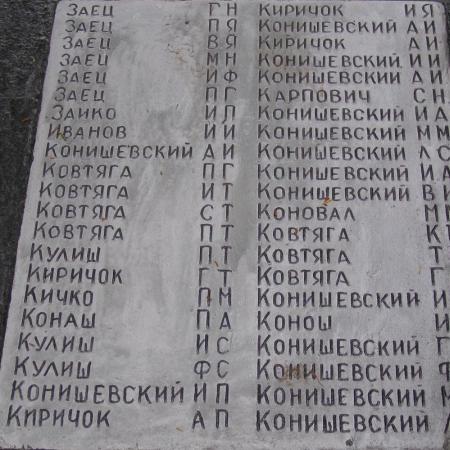 ЗАЕЦ Г Н КИРИЧОК И Я
ЗАЕЦ П Я КОНИШЕВСКИЙ А И
ЗАЕЦ В Я КИРИЧОК А И
ЗАЕЦ М Н КОНИШЕВСКИЙ И И
ЗАЕЦ И Ф КОНИШЕВСКИЙ Д И
ЗАЕЦ П Г КАРПОВИЧ С Н
ЗАИКО И Л КОНИШЕВСКИЙ И А
ИВАНОВ И И КОНИШЕВСКИЙ М М
КОНИШЕВСКИЙ А И КОНИШЕВСКИЙ Л С
КОВТЯГА П Г КОНИШЕВСКИЙ И А
КОВТЯГА И Т КОНИШЕВСКИЙ В И
КОВТЯГА С Т КОНОВАЛ М
КОВТЯГА П Т КОВТЯГА К
КУЛИШ П Т КОВТЯГА Т
КИРИЧОК Г Т КОВТЯГА Г
КИЧКО П М КОНИШЕВСКИЙ И
КОНАШ П А КОНОШ И
КУЛИШ И С КОНИШЕВСКИЙ Г
КУЛИШ Ф С КОНИШЕВСКИЙ Ф
КОНИШЕВСКИЙ И П КОНИШЕВСКИЙ М
КИРИЧОК А П КОНИШЕВСКИЙ